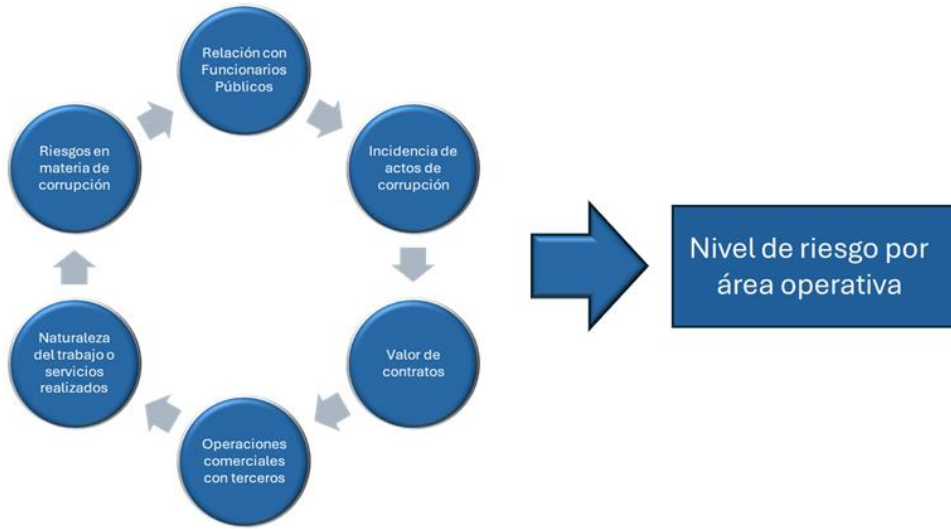 Relación con
Funcionarios
Públicos
Incidencia de
actos de
corrupción
Valor de
contratos
Operaciones
comerciales
con terceros
Naturaleza
del trabajo o
servicios
realizados
Riesgos en
materia de
corrupción
Nivel de riesgo por
área operativa